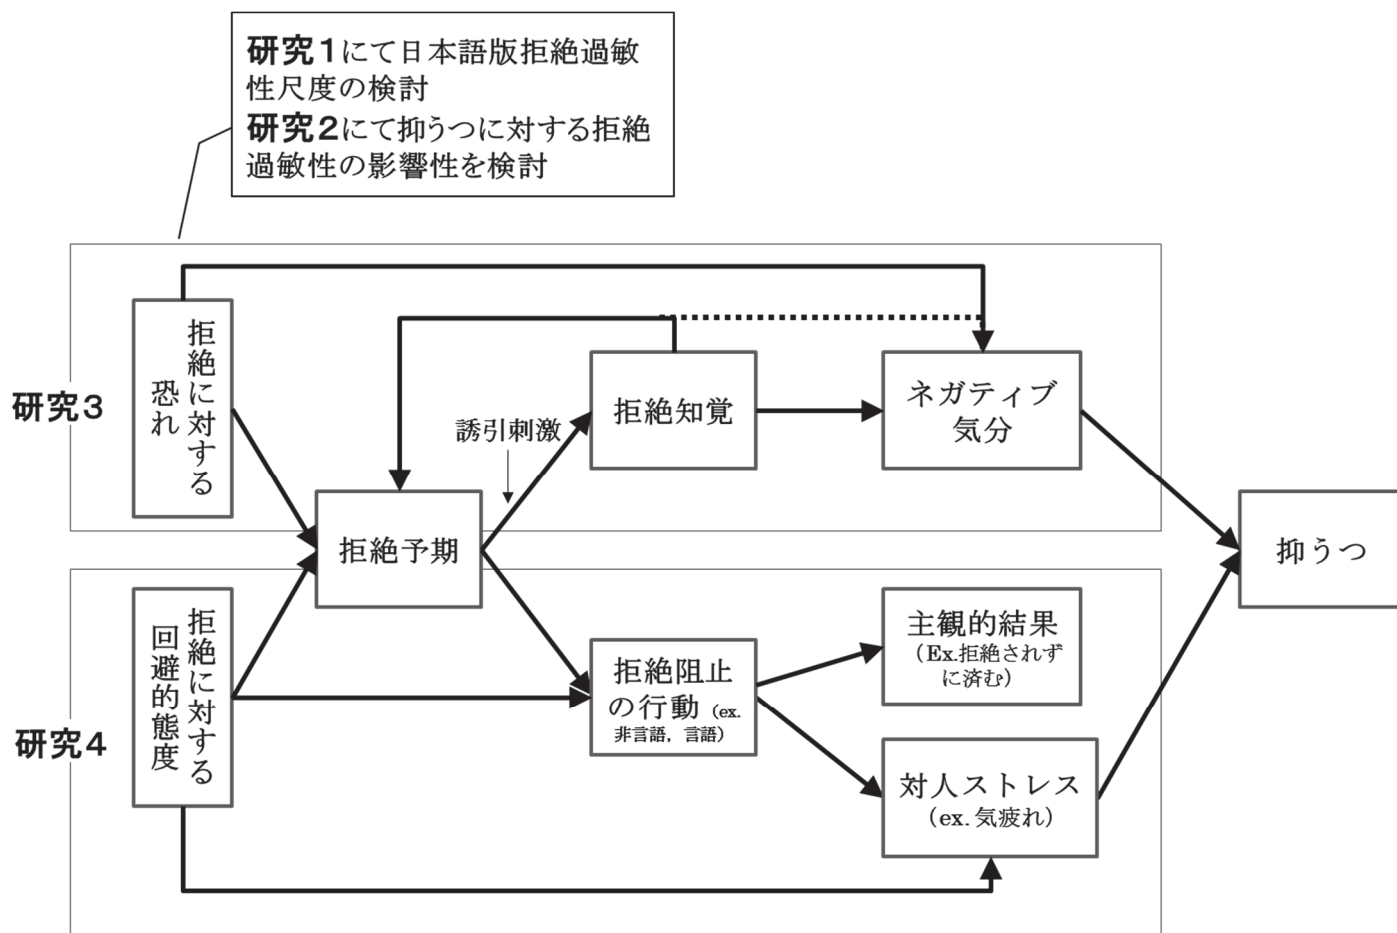 研究1にて日本語版拒絶過敏
性尺度の検討
研究2にて抑うつに対する拒絶
過敏性の影響性を検討
研究3
拒絶に対する
恐れ
誘引刺激
拒絶知覚
ネガティブ
気分
拒絶予期
抑うつ
研究4
拒絶に対する
回避的態度
拒絶阻止
の行動（ex.
非言語，言語）
主観的結果
（Ex.拒絶されず
に済む）
対人ストレス
（ex. 気疲れ）